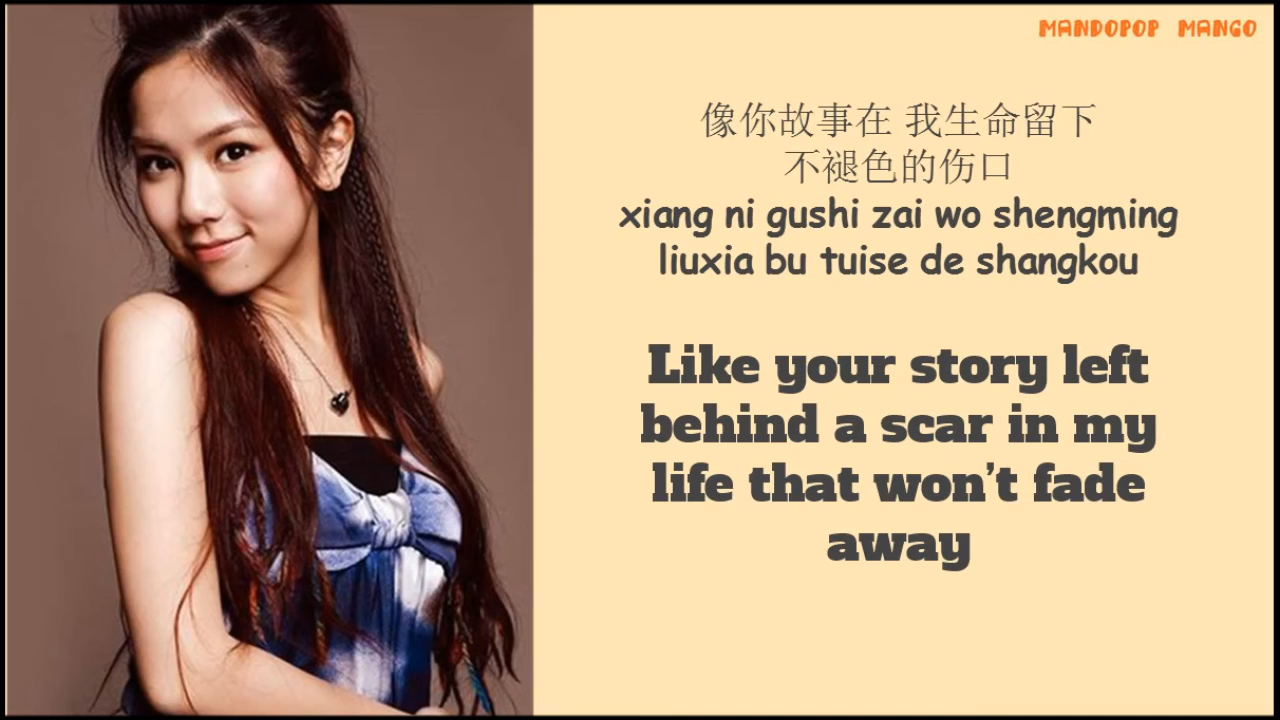 MANDOPOP MANGO
像你故事在 我生命留下
不褪色的伤口
xiang ni gushi zai wo shengming
liuxia bu tuise de shangkou
Like your story left
behind a scar in my
life that won't fade
away